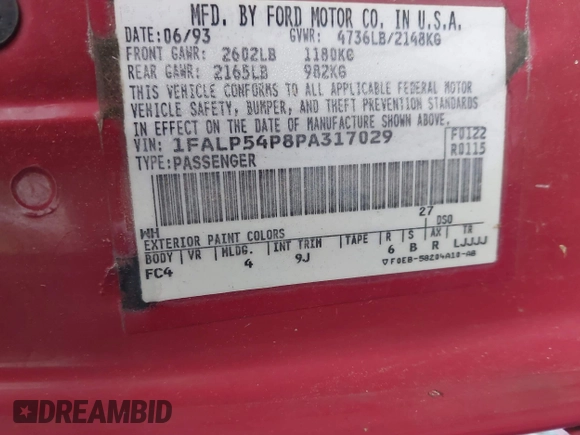 MFD. BY FORD MOTOR CO. IN U.S.A.
DATE: 06/93 GVWR: 4736LB/2148KG
FRONT GAWR: 2602LB 1180KG
REAR GAWR: 2165LB 982KG
THIS VEHICLE CONFORMS TO ALL APPLICABLE FEDERAL MOTOR
VEHICLE SAFETY, BUMPER, AND THEFT PREVENTION STANDARDS
IN EFFECT ON THE DATE OF MANUFACTURE SHOWN ABOVE.
VIN: 1FALP54P8PA317029 F0122
TYPE: PASSENGER R0115
WH 27 DSO
EXTERIOR PAINT COLORS
BODY VR MLDG. INT TRIM TAPE R S AX TR
FC4 4 9J 6 B R LJJJJ
▽F0EB-58204A10-AB
DREAMBID